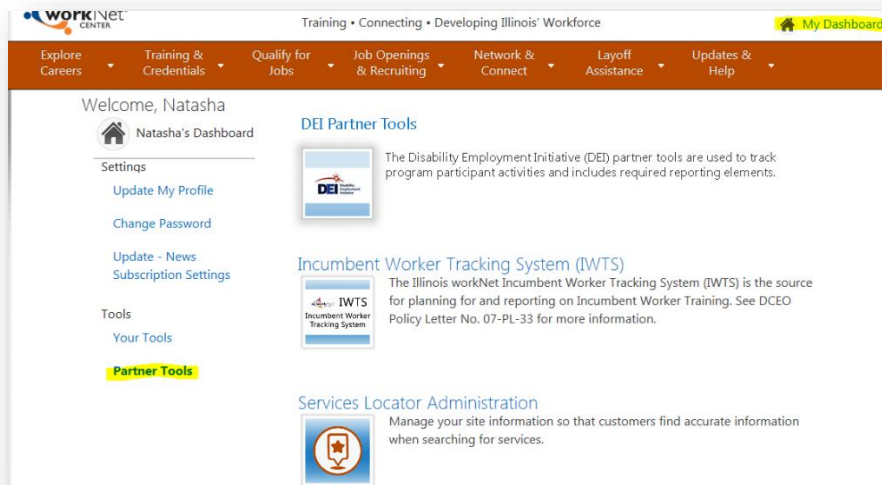 workNet
CENTER
Training • Connecting • Developing Illinois' Workforce
My Dashboard
Explore Careers
Training & Credentials
Qualify for Jobs
Job Openings & Recruiting
Network & Connect
Layoff Assistance
Updates & Help
Welcome, Natasha
Natasha's Dashboard
Settings
Update My Profile
Change Password
Update - News
Subscription Settings
Tools
Your Tools
Partner Tools
DEI Partner Tools
DEI
The Disability Employment Initiative (DEI) partner tools are used to track
program participant activities and includes required reporting elements.
Incumbent Worker Tracking System (IWTS)
IWTS
Incumbent Worker
Tracking System
The Illinois workNet Incumbent Worker Tracking System (IWTS) is the source
for planning for and reporting on Incumbent Worker Training. See DCEO
Policy Letter No. 07-PL-33 for more information.
Services Locator Administration
Manage your site information so that customers find accurate information
when searching for services.